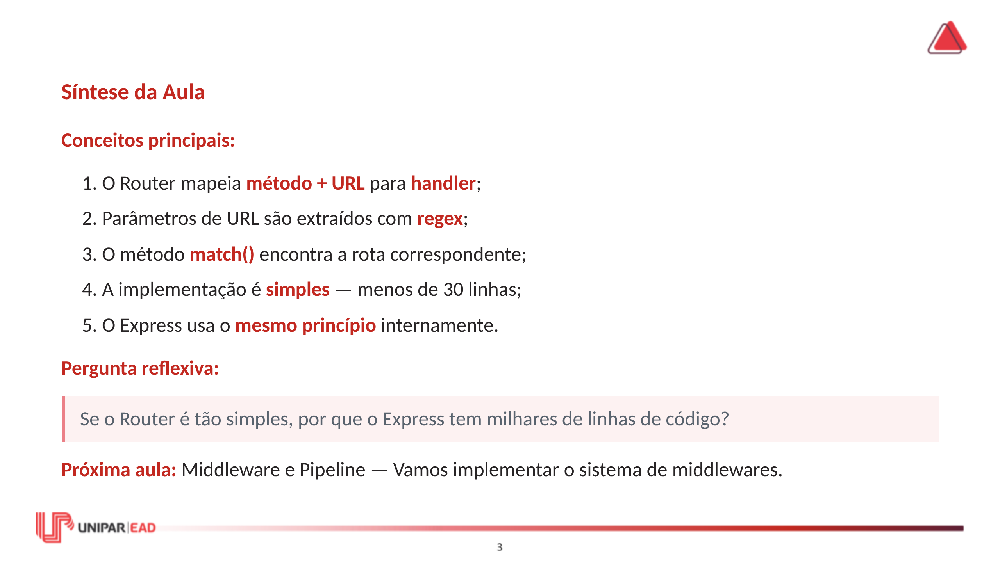 Síntese da Aula
Conceitos principais:
1. O Router mapeia método + URL para handler;
2. Parâmetros de URL são extraídos com regex;
3. O método match() encontra a rota correspondente;
4. A implementação é simples — menos de 30 linhas;
5. O Express usa o mesmo princípio internamente.
Pergunta reflexiva:
Se o Router é tão simples, por que o Express tem milhares de linhas de código?
Próxima aula: Middleware e Pipeline — Vamos implementar o sistema de middlewares.
UNIPAR|EAD
3